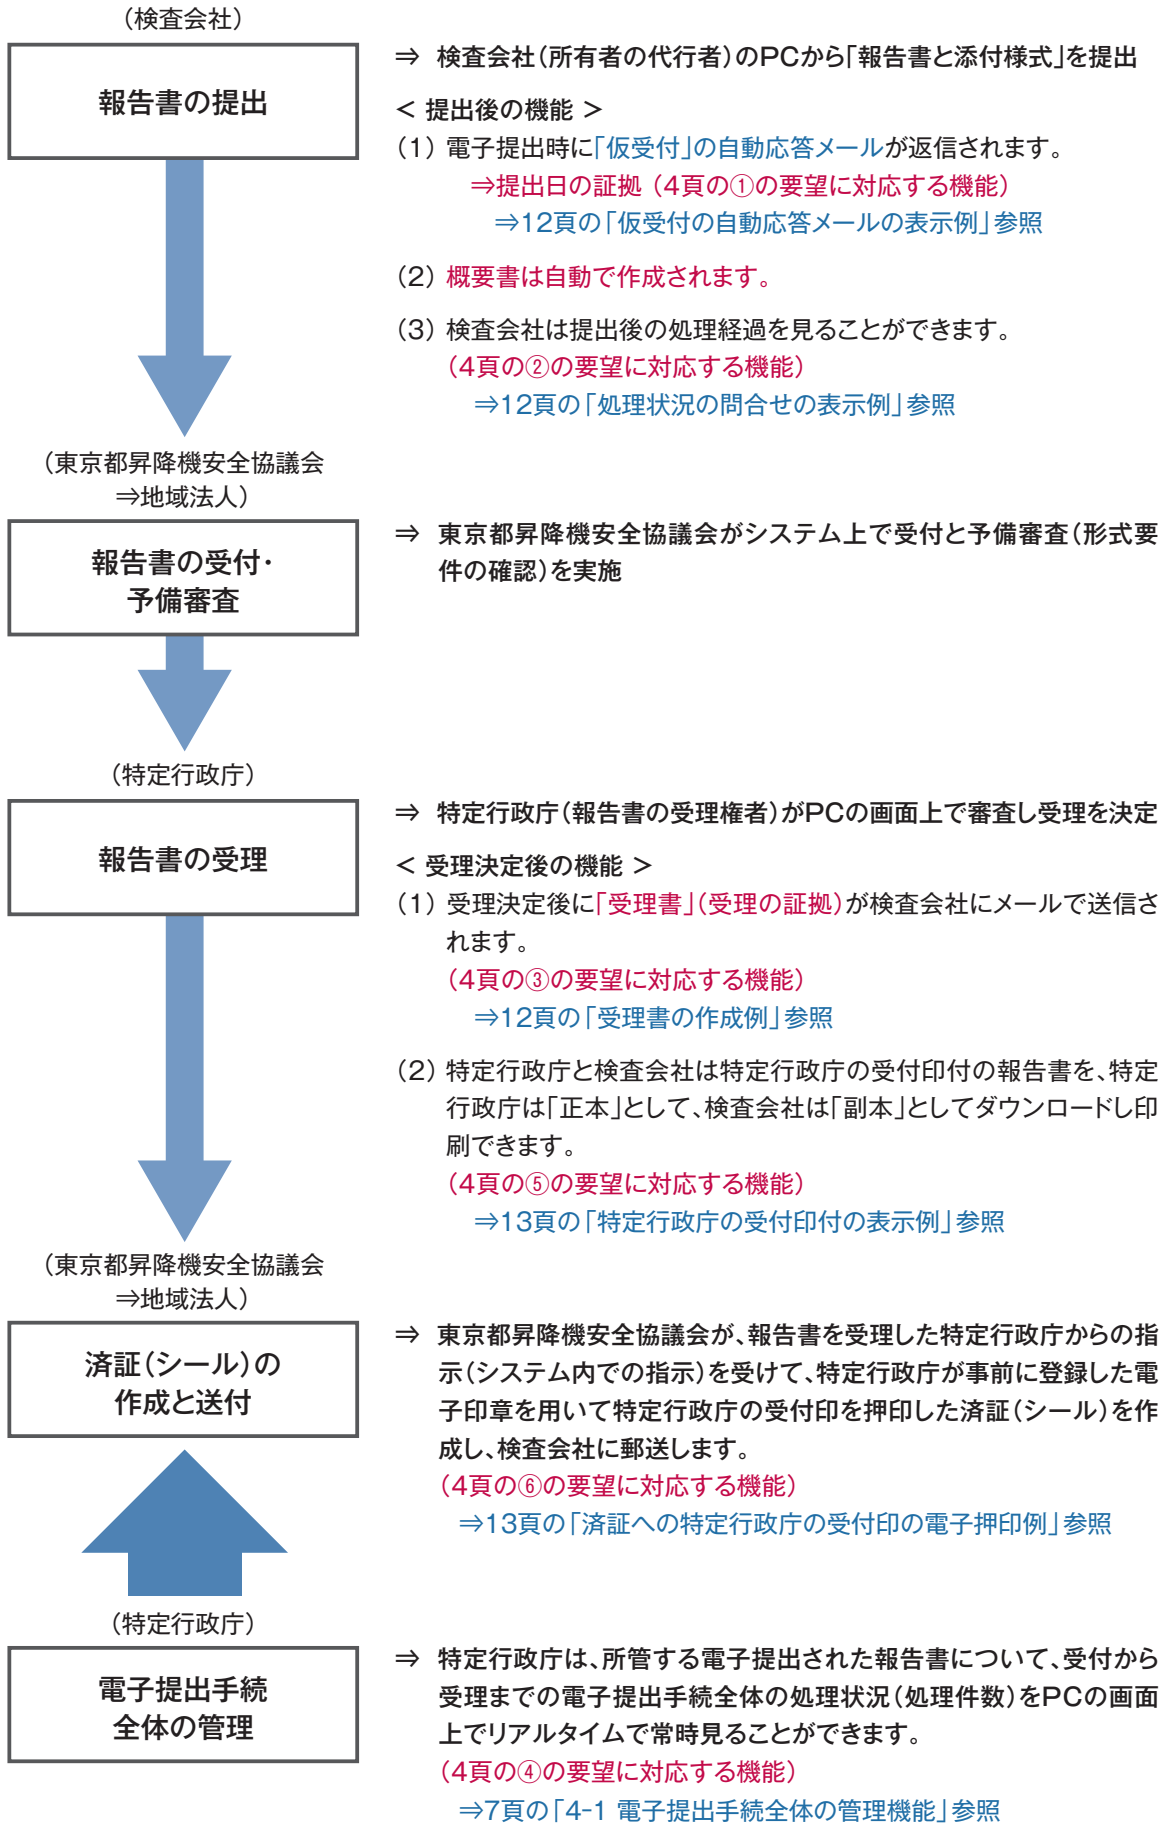 （検査会社）
報告書の提出
⇒ 検査会社（所有者の代行者）のPCから「報告書と添付様式」を提出
＜ 提出後の機能 ＞
（1） 電子提出時に「仮受付」の自動応答メールが返信されます。
⇒提出日の証拠（4頁の①の要望に対応する機能）
⇒12頁の「仮受付の自動応答メールの表示例」参照
（2） 概要書は自動で作成されます。
（3） 検査会社は提出後の処理経過を見ることができます。
（4頁の②の要望に対応する機能）
⇒12頁の「処理状況の問合せの表示例」参照
（東京都昇降機安全協議会
⇒地域法人）
報告書の受付・
予備審査
⇒ 東京都昇降機安全協議会がシステム上で受付と予備審査（形式要
件の確認）を実施
（特定行政庁）
報告書の受理
⇒ 特定行政庁（報告書の受理権者）がPCの画面上で審査し受理を決定
＜ 受理決定後の機能 ＞
（1） 受理決定後に「受理書」（受理の証拠）が検査会社にメールで送信さ
れます。
（4頁の③の要望に対応する機能）
⇒12頁の「受理書の作成例」参照
（2） 特定行政庁と検査会社は特定行政庁の受付印付の報告書を、特定
行政庁は「正本」として、検査会社は「副本」としてダウンロードし印
刷できます。
（4頁の⑤の要望に対応する機能）
⇒13頁の「特定行政庁の受付印付の表示例」参照
（東京都昇降機安全協議会
⇒地域法人）
済証（シール）の
作成と送付
⇒ 東京都昇降機安全協議会が、報告書を受理した特定行政庁からの指
示（システム内での指示）を受けて、特定行政庁が事前に登録した電
子印章を用いて特定行政庁の受付印を押印した済証（シール）を作
成し、検査会社に郵送します。
（4頁の⑥の要望に対応する機能）
⇒13頁の「済証への特定行政庁の受付印の電子押印例」参照
（特定行政庁）
電子提出手続
全体の管理
⇒ 特定行政庁は、所管する電子提出された報告書について、受付から
受理までの電子提出手続全体の処理状況（処理件数）をPCの画面
上でリアルタイムで常時見ることができます。
（4頁の④の要望に対応する機能）
⇒7頁の「4-1 電子提出手続全体の管理機能」参照